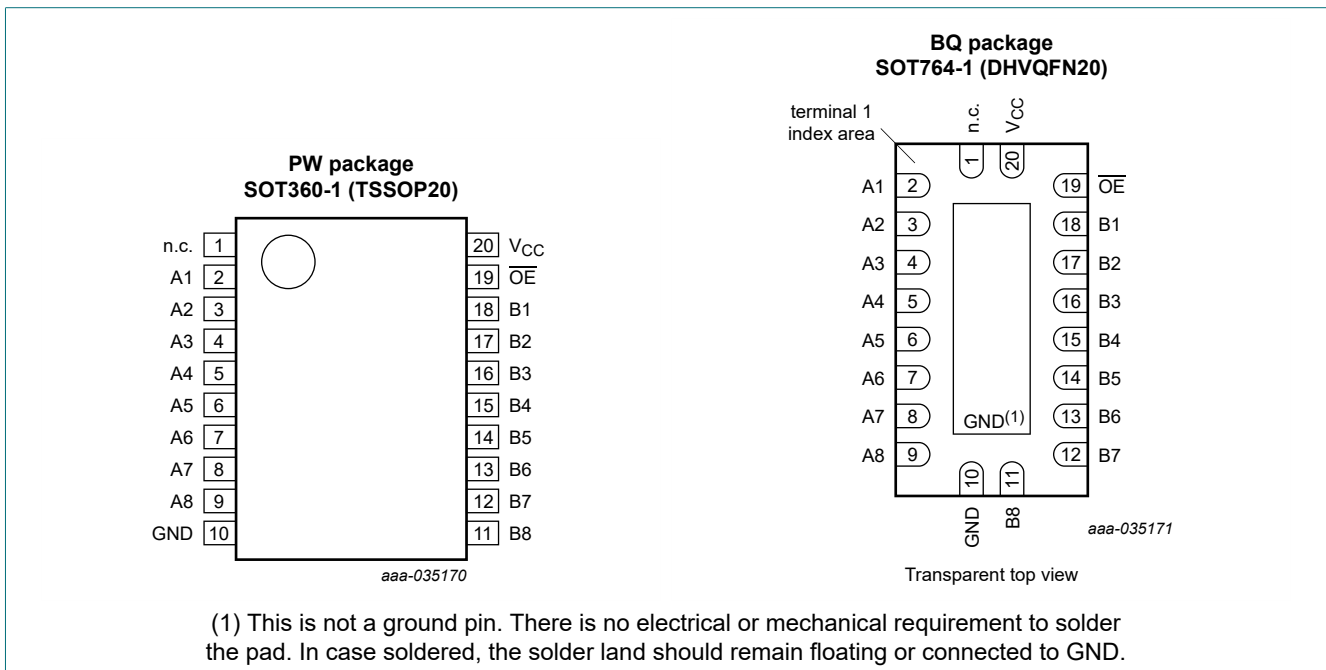 PW package
SOT360-1 (TSSOP20)
n.c. 1
A1 2
A2 3
A3 4
A4 5
A5 6
A6 7
A7 8
A8 9
GND 10
20 VCC
19 OE
18 B1
17 B2
16 B3
15 B4
14 B5
13 B6
12 B7
11 B8
aaa-035170
BQ package
SOT764-1 (DHVQFN20)
terminal 1
index area
n.c. 1
VCC 20
A1 2
A2 3
A3 4
A4 5
A5 6
A6 7
A7 8
A8 9
19 OE
18 B1
17 B2
16 B3
15 B4
14 B5
13 B6
12 B7
GND(1)
GND 10
B8 11
aaa-035171
Transparent top view
(1) This is not a ground pin. There is no electrical or mechanical requirement to solder
the pad. In case soldered, the solder land should remain floating or connected to GND.